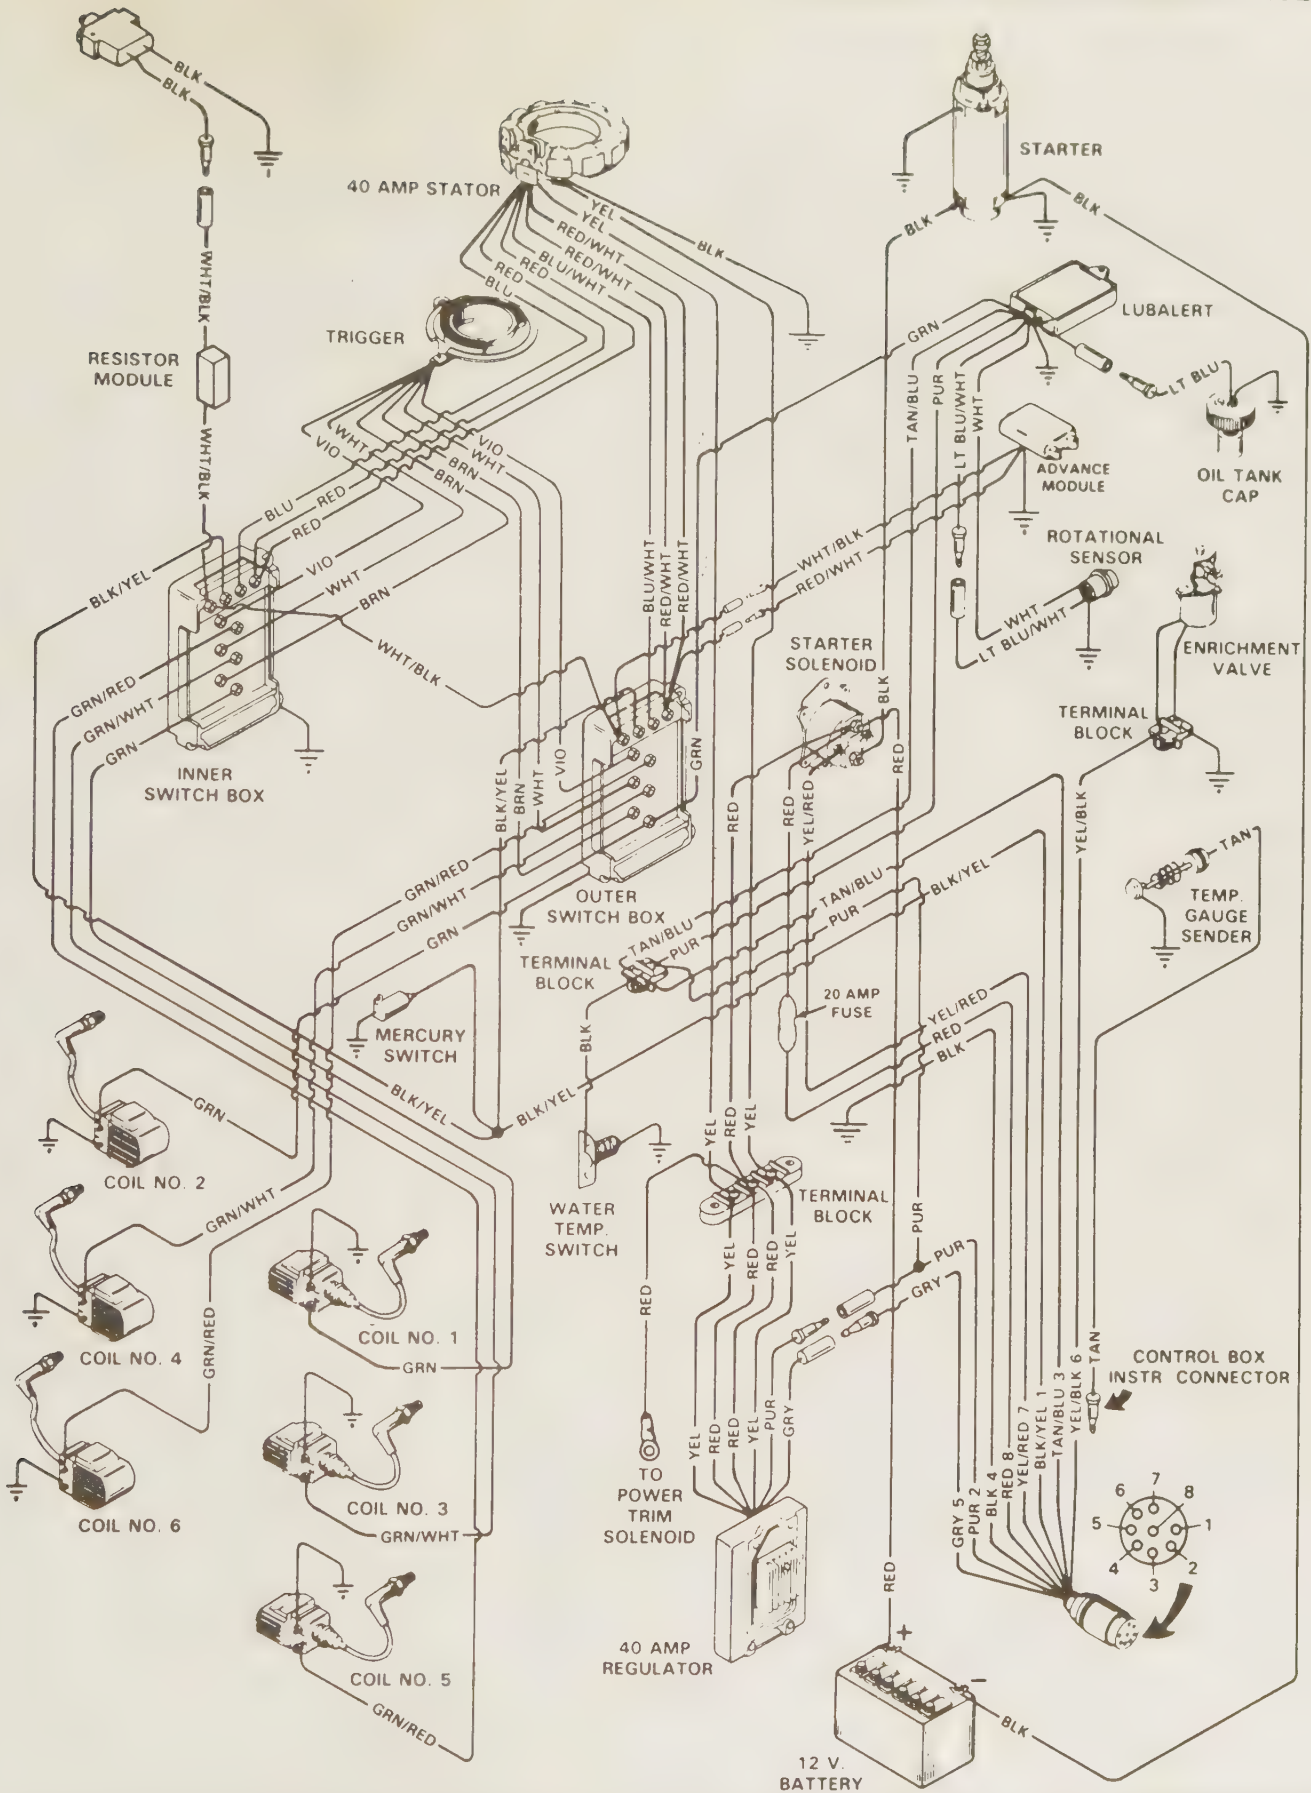 BLK
BLK
40 AMP STATOR
YEL
YEL
RED/WHT
RED/WHT
BLU/WHT
RED
RED
BLU
BLK
STARTER
BLK
BLK
WHT/BLK
RESISTOR
MODULE
WHT/BLK
TRIGGER
VIO
WHT
VIO
VIO
WHT
BRN
BRN
GRN
TAN/BLU
PUR
LT BLU/WHT
WHT
LUBALERT
LT BLU
OIL TANK
CAP
ADVANCE
MODULE
BLU
RED
RED
VIO
WHT
BRN
BLK/YEL
WHT/BLK
GRN/RED
GRN/WHT
GRN
INNER
SWITCH BOX
BLU/WHT
RED/WHT
RED/WHT
WHT/BLK
RED/WHT
ROTATIONAL
SENSOR
WHT
LT BLU/WHT
ENRICHMENT
VALVE
STARTER
SOLENOID
BLK
RED
TERMINAL
BLOCK
BLK/YEL
BRN
WHT
VIO
GRN
RED
RED
YEL/RED
YEL/BLK
GRN/RED
GRN/WHT
GRN
OUTER
SWITCH BOX
TAN/BLU
PUR
TAN/BLU
PUR
BLK/YEL
TAN
TEMP.
GAUGE
SENDER
TERMINAL
BLOCK
20 AMP
FUSE
YEL/RED
RED
BLK
MERCURY
SWITCH
BLK
BLK/YEL
BLK/YEL
GRN
COIL NO. 2
WATER
TEMP.
SWITCH
YEL
RED
YEL
TERMINAL
BLOCK
PUR
GRN/WHT
COIL NO. 4
COIL NO. 1
GRN
RED
YEL
RED
RED
YEL
PUR
GRY
GRN/RED
COIL NO. 6
COIL NO. 3
GRN/WHT
TO
POWER
TRIM
SOLENOID
YEL
RED
RED
YEL
PUR
GRY
TAN
CONTROL BOX
INSTR CONNECTOR
GRY 5
PUR 2
BLK 4
RED 8
YEL/RED 7
BLK/YEL 1
TAN/BLU 3
YEL/BLK 6
7
6
8
5
1
4
3
2
COIL NO. 5
GRN/RED
40 AMP
REGULATOR
RED
+
−
BLK
12 V.
BATTERY